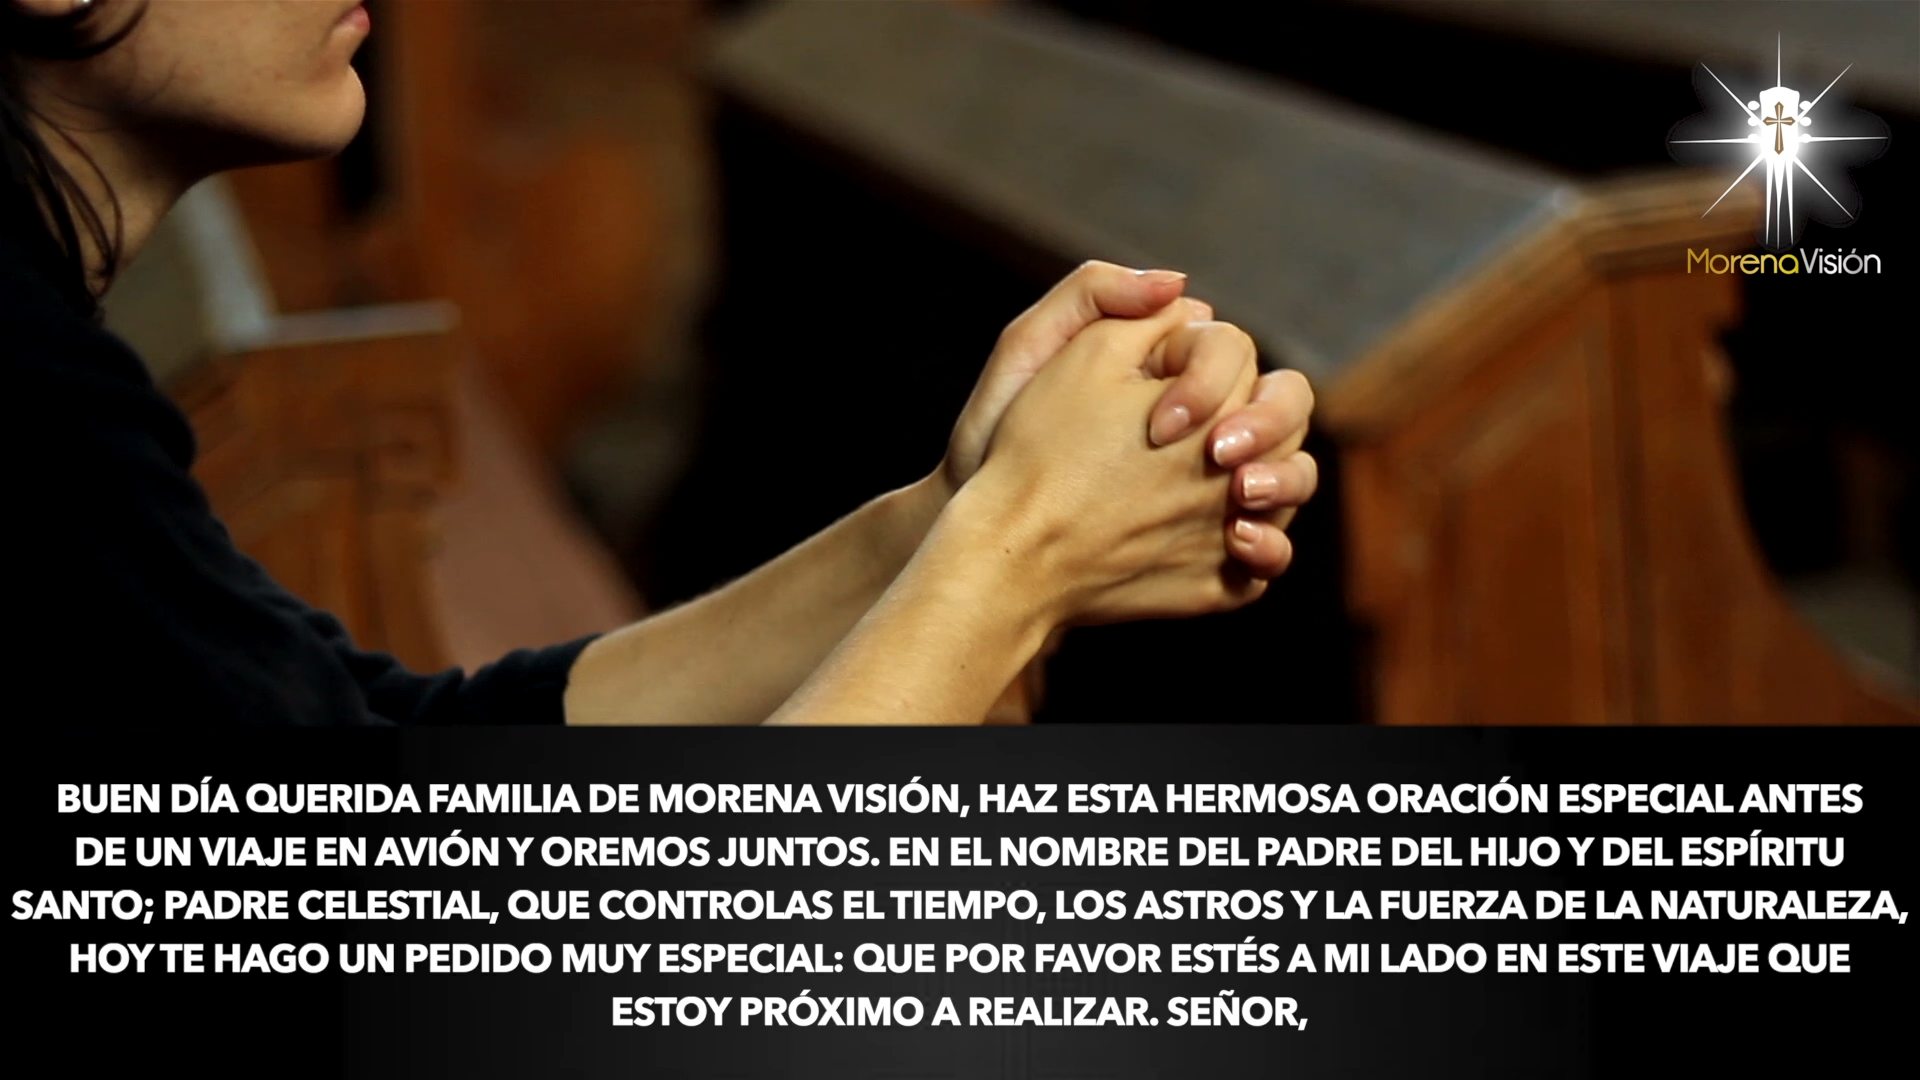 MorenaVisión
BUEN DÍA QUERIDA FAMILIA DE MORENA VISIÓN, HAZ ESTA HERMOSA ORACIÓN ESPECIAL ANTES
DE UN VIAJE EN AVIÓN Y OREMOS JUNTOS. EN EL NOMBRE DEL PADRE DEL HIJO Y DEL ESPÍRITU
SANTO; PADRE CELESTIAL, QUE CONTROLAS EL TIEMPO, LOS ASTROS Y LA FUERZA DE LA NATURALEZA,
HOY TE HAGO UN PEDIDO MUY ESPECIAL: QUE POR FAVOR ESTÉS A MI LADO EN ESTE VIAJE QUE
ESTOY PRÓXIMO A REALIZAR. SEÑOR,